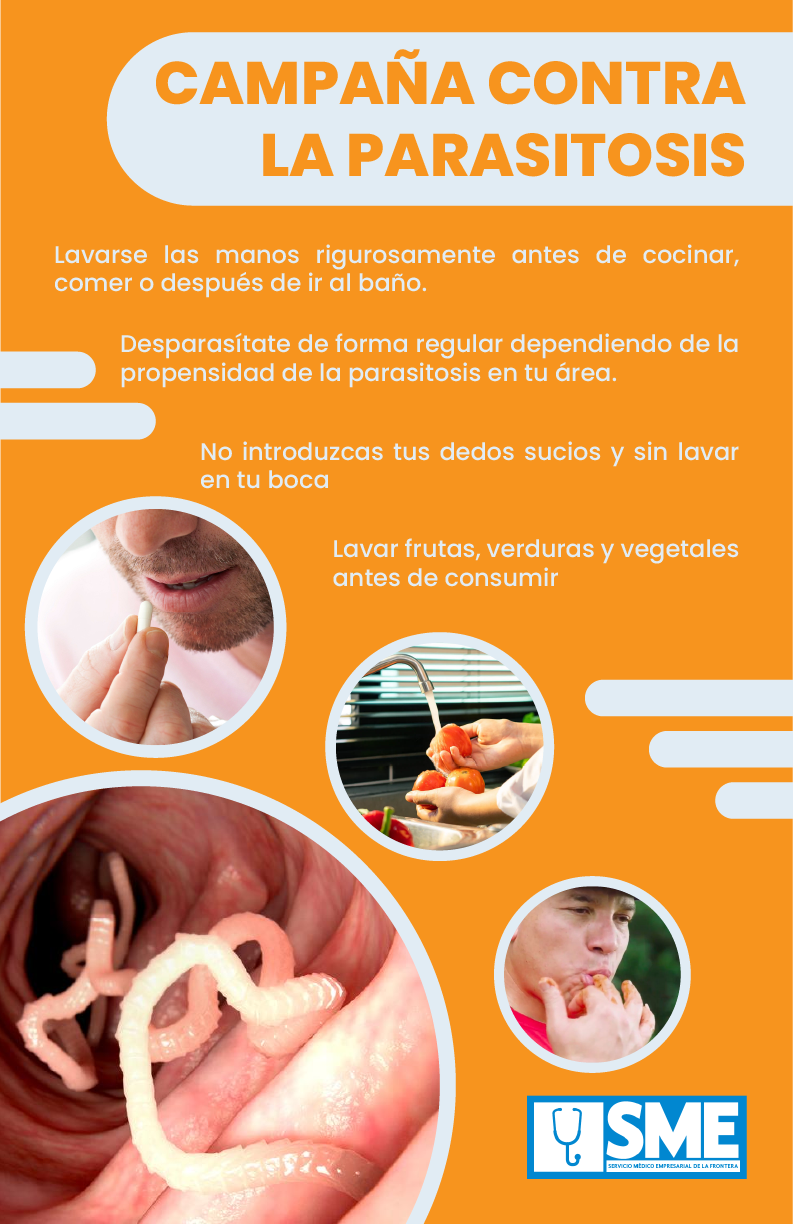 CAMPAÑA CONTRA
LA PARASITOSIS
Lavarse las manos rigurosamente antes de cocinar,
comer o después de ir al baño.
Desparasítate de forma regular dependiendo de la
propensidad de la parasitosis en tu área.
No introduzcas tus dedos sucios y sin lavar
en tu boca
Lavar frutas, verduras y vegetales
antes de consumir
SME
SERVICIO MÉDICO EMPRESARIAL DE LA FRONTERA